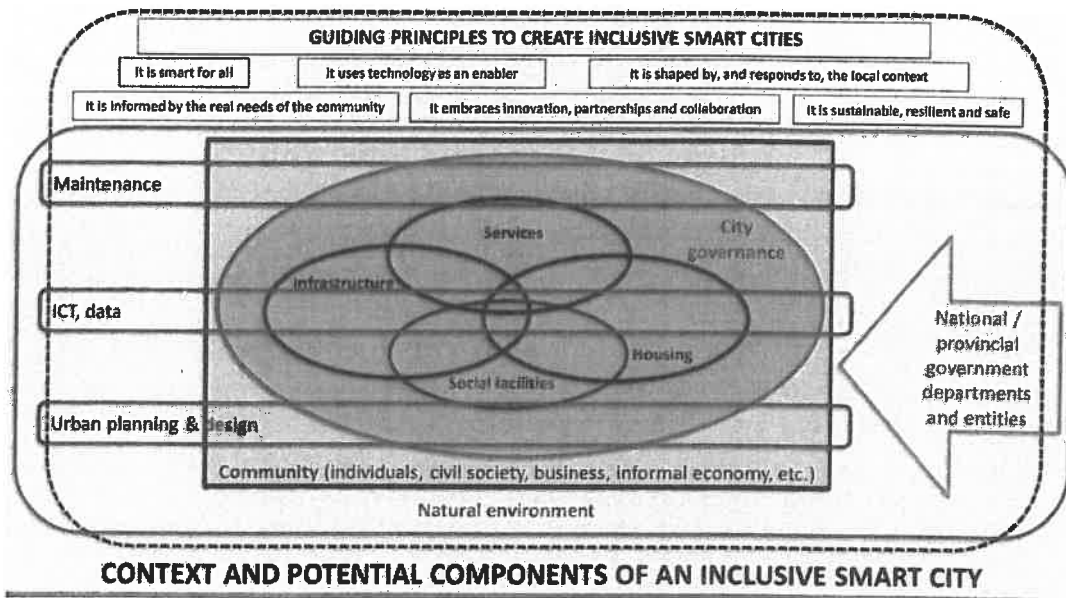 GUIDING PRINCIPLES TO CREATE INCLUSIVE SMART CITIES
It is smart for all
It uses technology as an enabler
It is shaped by, and responds to, the local context
It is informed by the real needs of the community
It embraces innovation, partnerships and collaboration
It is sustainable, resilient and safe
Maintenance
Services
City
governance
Infrastructure
ICT, data
National /
provincial
government
departments
and entities
Housing
Social facilities
Urban planning & design
Community (individuals, civil society, business, informal economy, etc.)
Natural environment
CONTEXT AND POTENTIAL COMPONENTS OF AN INCLUSIVE SMART CITY